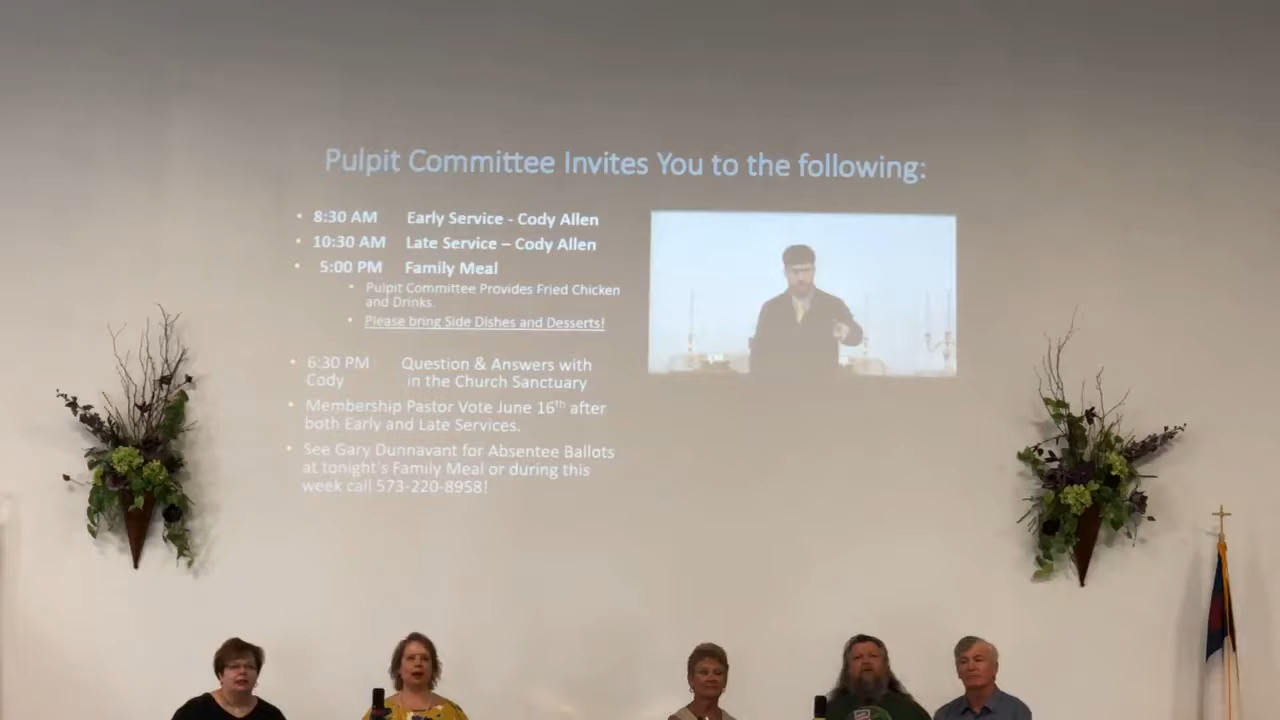 Pulpit Committee Invites You to the following:
• 8:30 AM Early Service - Cody Allen
• 10:30 AM Late Service – Cody Allen
• 5:00 PM Family Meal
• Pulpit Committee Provides Fried Chicken
and Drinks.
• Please bring Side Dishes and Desserts!
• 6:30 PM Question & Answers with
Cody in the Church Sanctuary
• Membership Pastor Vote June 16th after
both Early and Late Services.
• See Gary Dunnavant for Absentee Ballots
at tonight's Family Meal or during this
week call 573-220-8958!